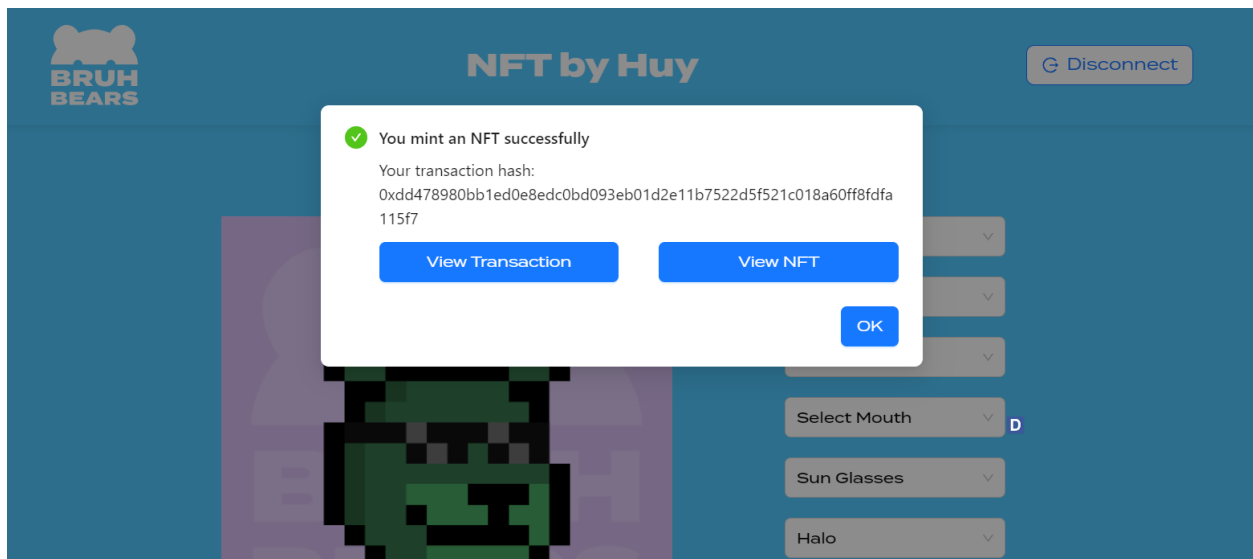 BRUH
BEARS
NFT by Huy
Disconnect
You mint an NFT successfully
Your transaction hash:
0xdd478980bb1ed0e8edc0bd093eb01d2e11b7522d5f521c018a60ff8fdfa
115f7
View Transaction
View NFT
OK
Select Mouth
D
Sun Glasses
Halo